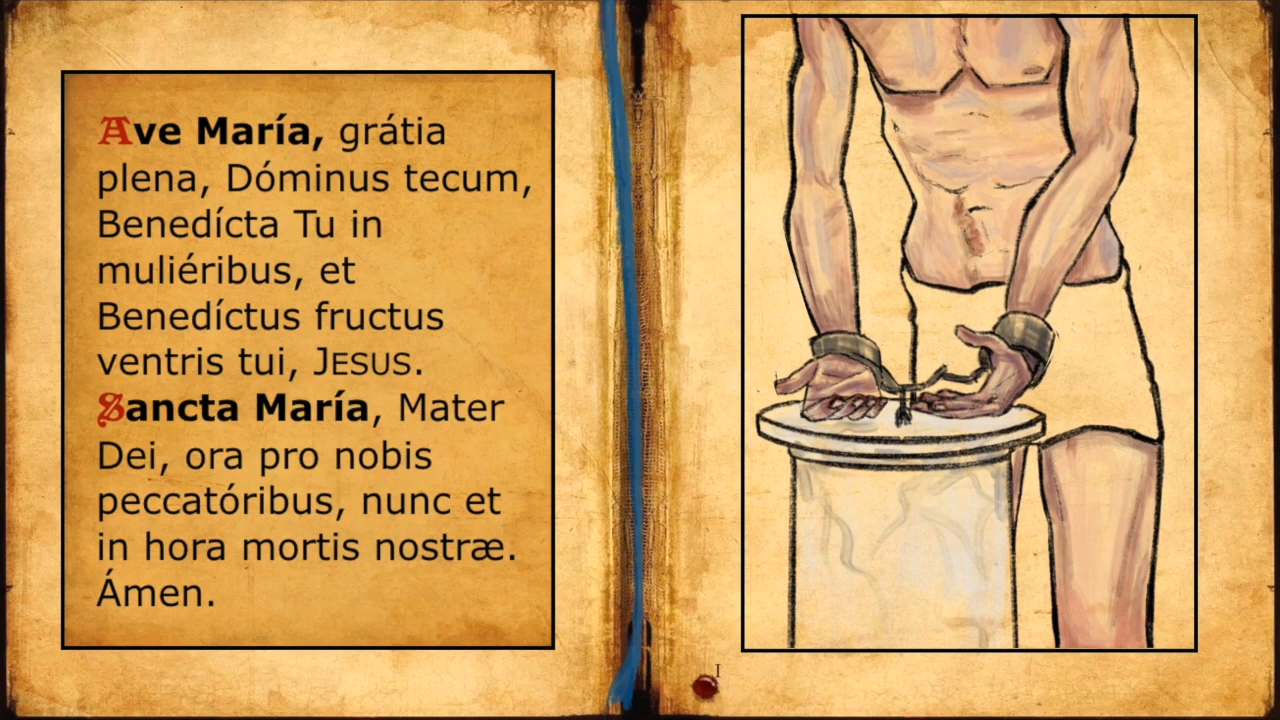 Ave María, grátia
plena, Dóminus tecum,
Benedícta Tu in
muliéribus, et
Benedíctus fructus
ventris tui, JESUS.
Sancta María, Mater
Dei, ora pro nobis
peccatóribus, nunc et
in hora mortis nostræ.
Ámen.
I